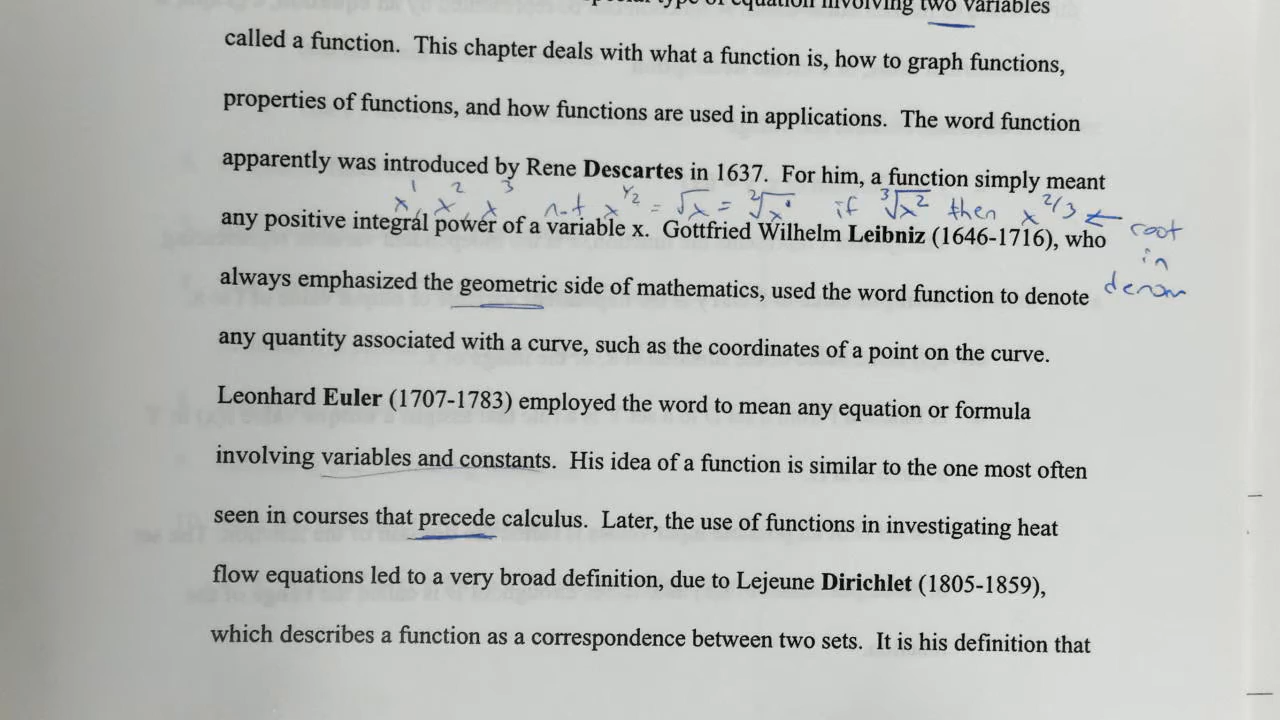 type of equation involving two variables
called a function. This chapter deals with what a function is, how to graph functions,
properties of functions, and how functions are used in applications. The word function
apparently was introduced by Rene Descartes in 1637. For him, a function simply meant
x¹, x², x³ not x^1/2 = √x = ²√x¹ if ³√x² then x^2/3 ← root
in
denom
any positive integral power of a variable x. Gottfried Wilhelm Leibniz (1646-1716), who
always emphasized the geometric side of mathematics, used the word function to denote
any quantity associated with a curve, such as the coordinates of a point on the curve.
Leonhard Euler (1707-1783) employed the word to mean any equation or formula
involving variables and constants. His idea of a function is similar to the one most often
seen in courses that precede calculus. Later, the use of functions in investigating heat
flow equations led to a very broad definition, due to Lejeune Dirichlet (1805-1859),
which describes a function as a correspondence between two sets. It is his definition that